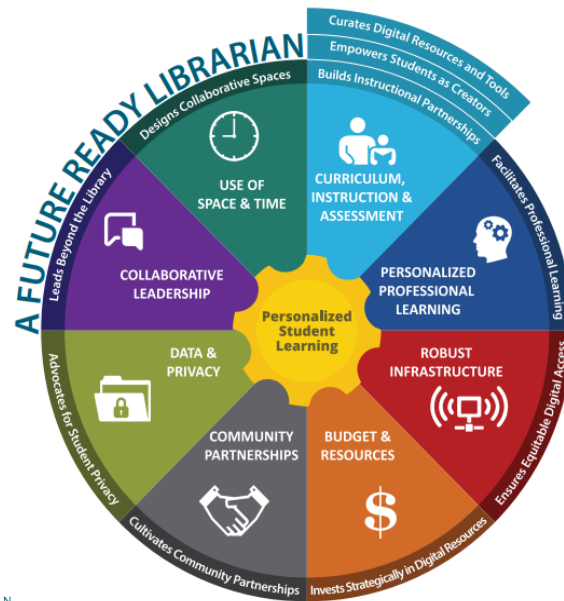 A FUTURE READY LIBRARIAN
Curates Digital Resources and Tools
Empowers Students as Creators
Builds Instructional Partnerships
CURRICULUM,
INSTRUCTION &
ASSESSMENT
Facilitates Professional Learning
PERSONALIZED
PROFESSIONAL
LEARNING
Ensures Equitable Digital Access
ROBUST
INFRASTRUCTURE
Invests Strategically in Digital Resources
BUDGET &
RESOURCES
$
Cultivates Community Partnerships
COMMUNITY
PARTNERSHIPS
Advocates for Student Privacy
DATA &
PRIVACY
Leads Beyond the Library
COLLABORATIVE
LEADERSHIP
Designs Collaborative Spaces
USE OF
SPACE & TIME
Personalized
Student
Learning
N